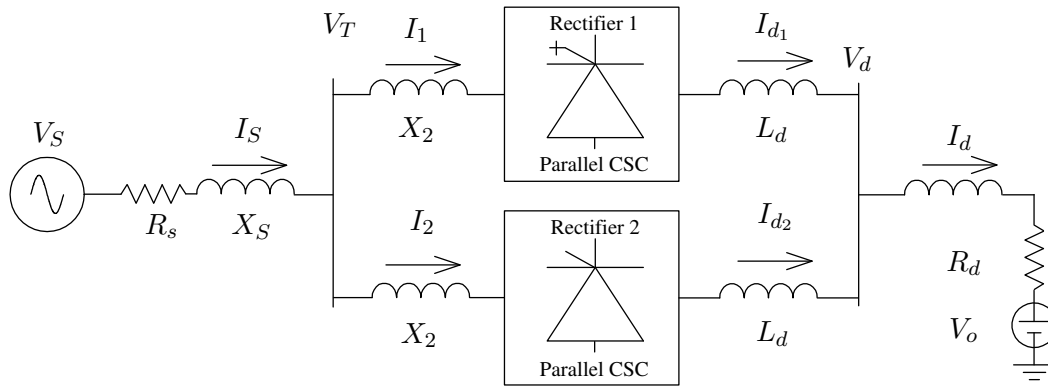 V_T
I_1
Rectifier 1
I_{d_1}
V_d
X_2
Parallel CSC
L_d
V_S
I_S
I_d
R_s
X_S
I_2
Rectifier 2
I_{d_2}
R_d
X_2
Parallel CSC
L_d
V_o